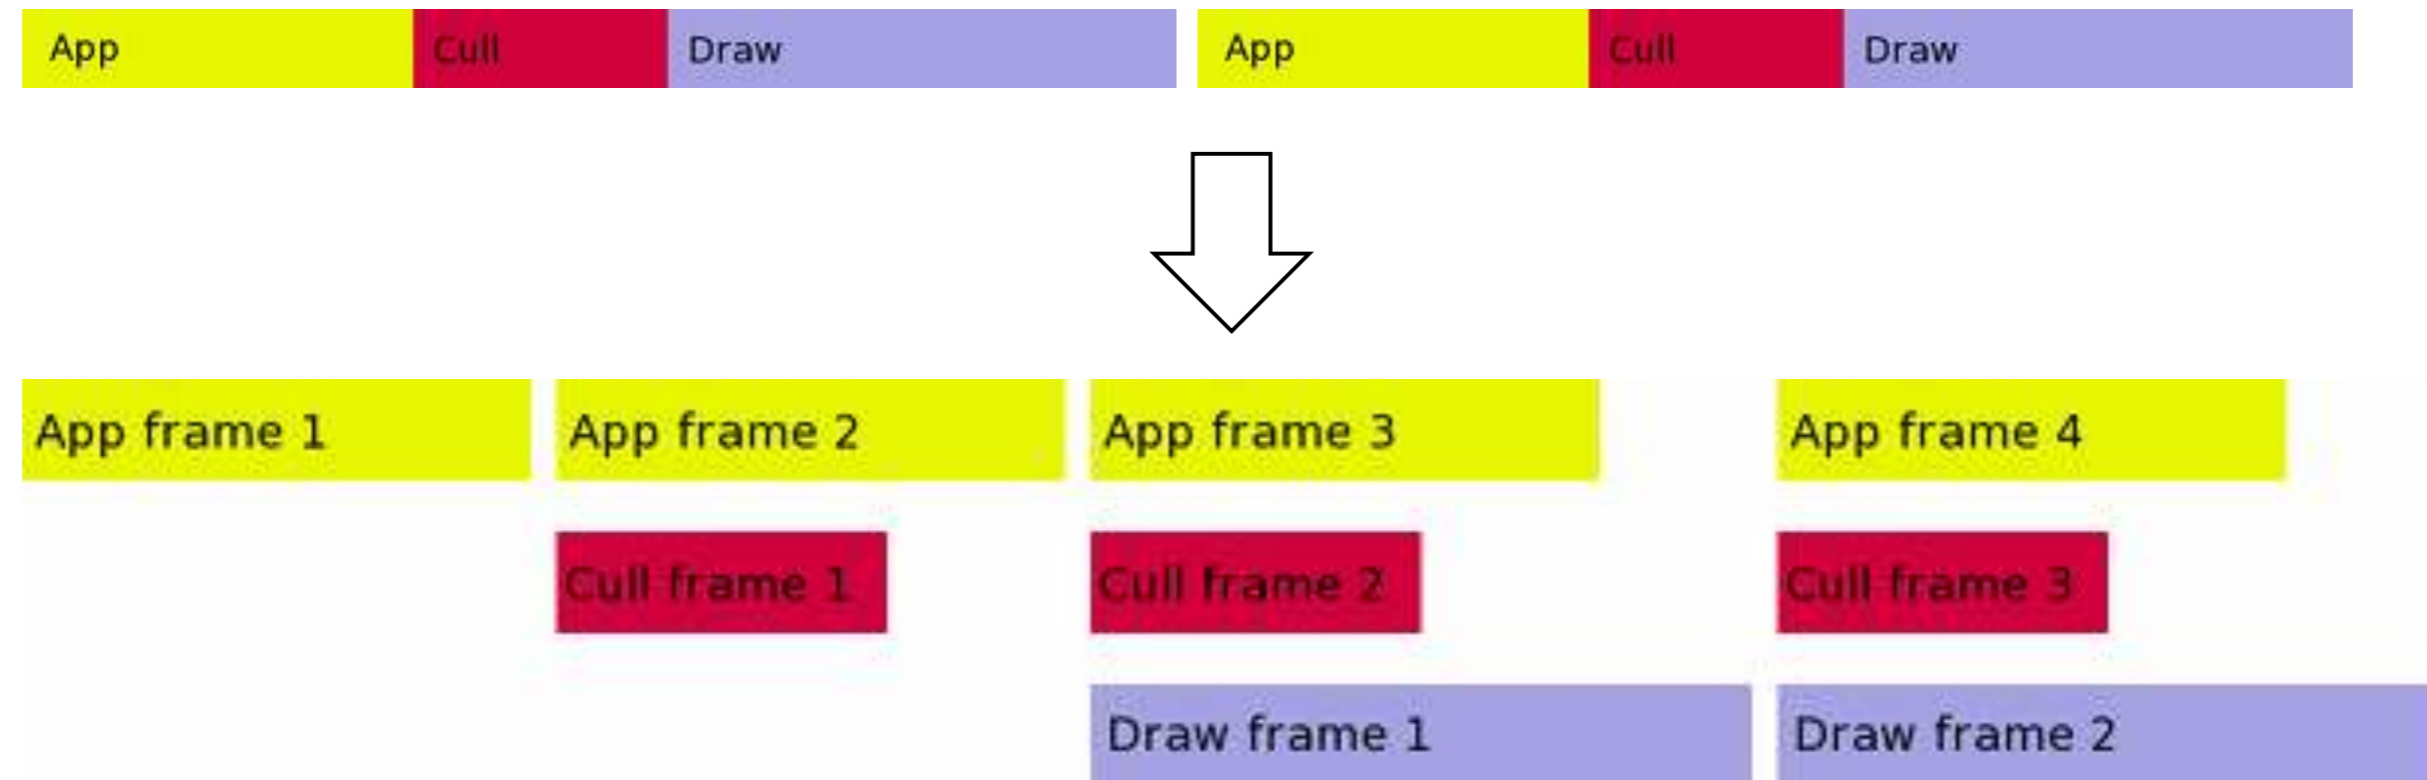 App Cull Draw App Cull Draw
App frame 1 App frame 2 App frame 3 App frame 4
Cull frame 1 Cull frame 2 Cull frame 3
Draw frame 1 Draw frame 2